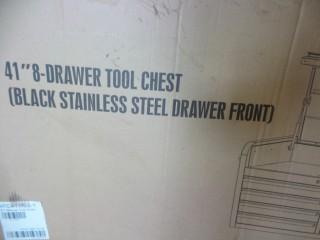 41" 8-DRAWER TOOL CHEST
(BLACK STAINLESS STEEL DRAWER FRONT)